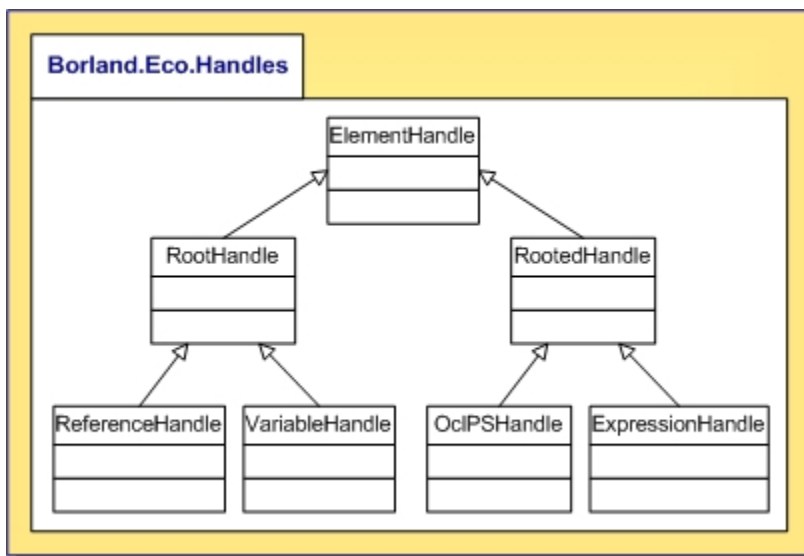 Borland.Eco.Handles
ElementHandle
RootHandle
RootedHandle
ReferenceHandle
VariableHandle
OclPSHandle
ExpressionHandle